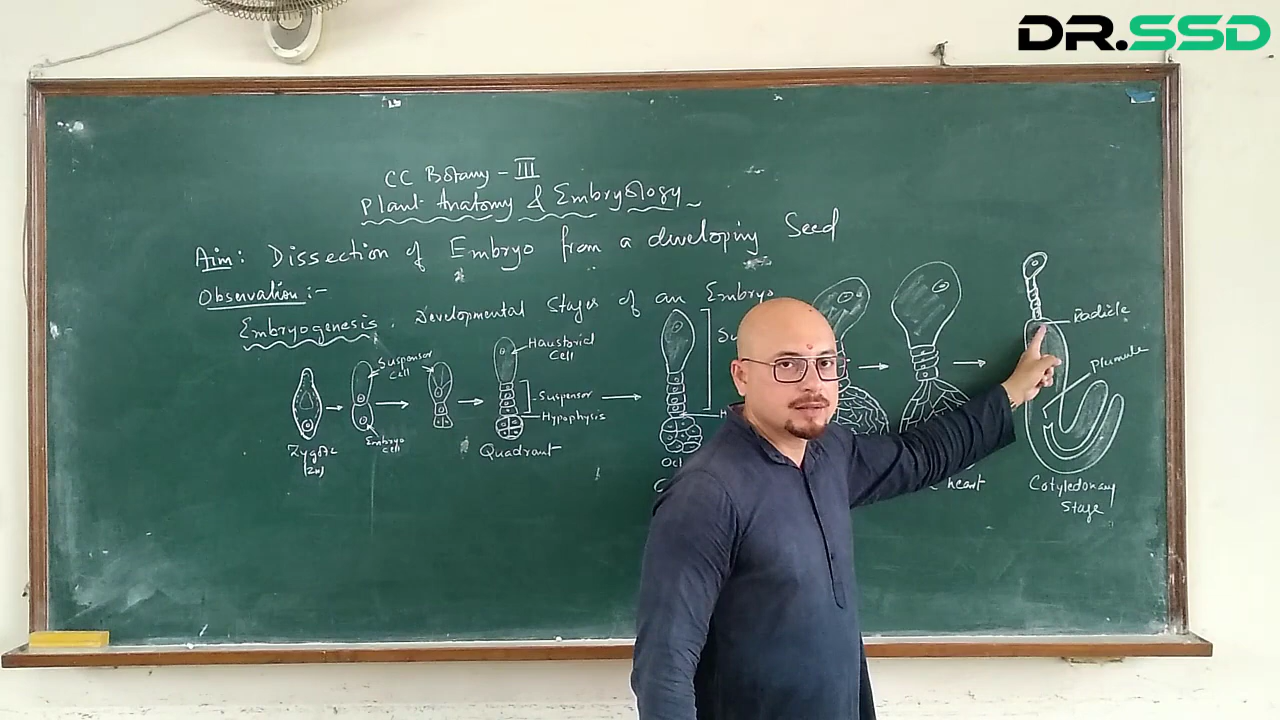 DR.SSD
CC Botany - III
Plant Anatomy & Embryology
Aim: Dissection of Embryo from a developing Seed
Observation:-
Embryogenesis. Developmental Stages of an Embryo
Radicle
Plumule
Haustorial
Cell
Suspensor
Cell
Suspensor
Hypophysis
Embryo
cell
Zygote
(2n)
Quadrant
heart
Cotyledonary
Stage